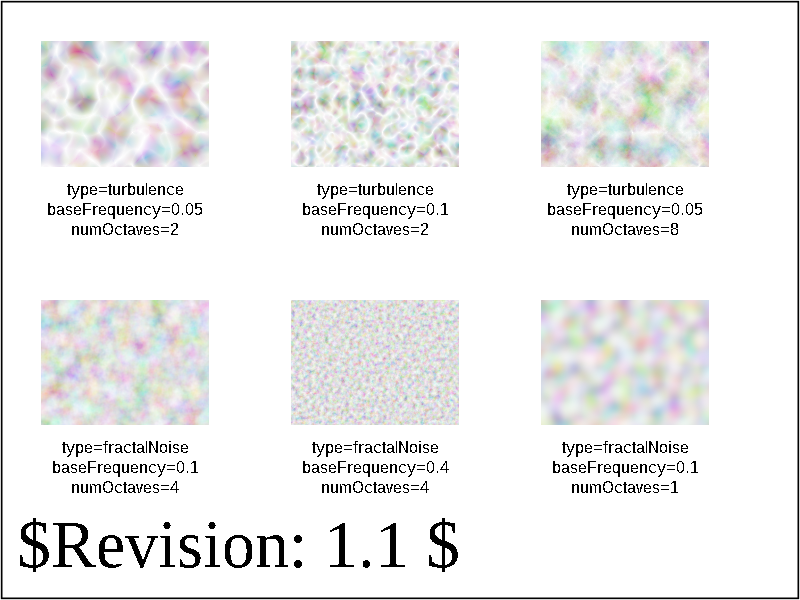 type=turbulence
baseFrequency=0.05
numOctaves=2
type=turbulence
baseFrequency=0.1
numOctaves=2
type=turbulence
baseFrequency=0.05
numOctaves=8
type=fractalNoise
baseFrequency=0.1
numOctaves=4
type=fractalNoise
baseFrequency=0.4
numOctaves=4
type=fractalNoise
baseFrequency=0.1
numOctaves=1
$Revision: 1.1 $